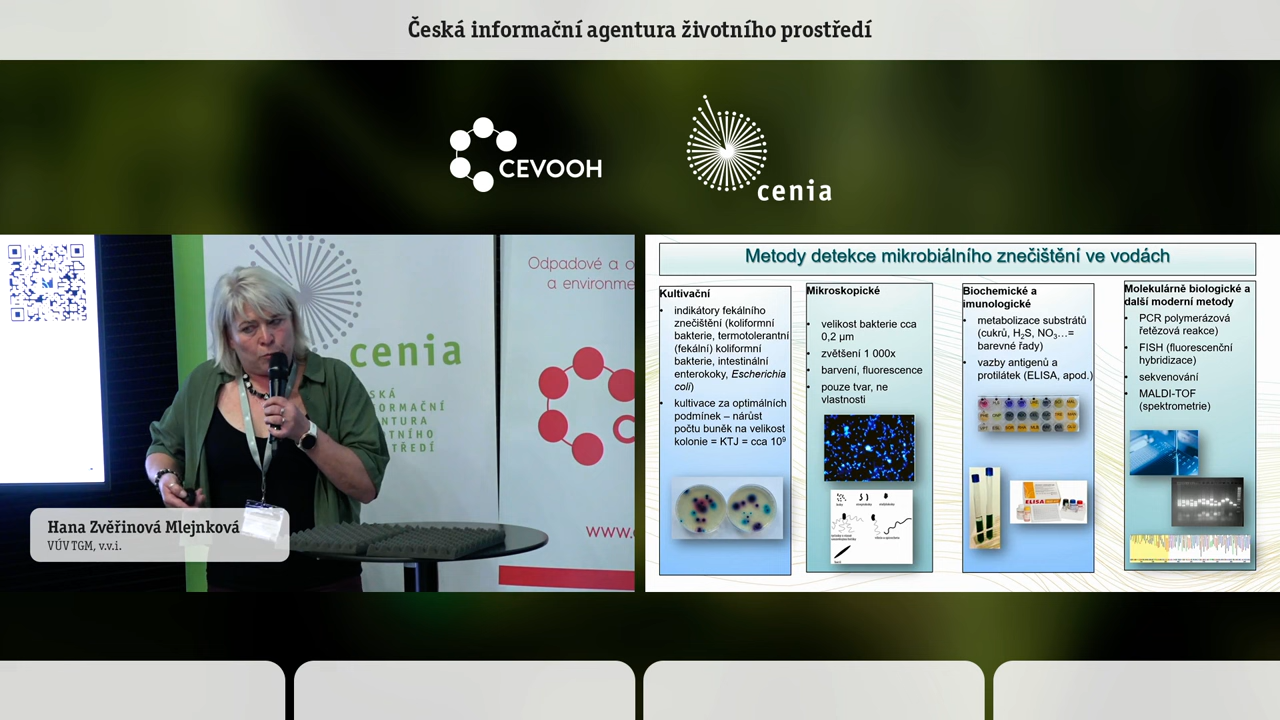 Česká informační agentura životního prostředí
CEVOOH
cenia
Odpadové a o
a environme
cenia
SKÁ
FORMAČNÍ
ENTURA
OTNÍHO
STŘEDÍ
www.
Hana Zvěřinová Mlejnková
VÚV TGM, v.v.i.
Metody detekce mikrobiálního znečištění ve vodách
Kultivační
• indikátory fekálního
znečištění (koliformní
bakterie, termotolerantní
(fekální) koliformní
bakterie, intestinální
enterokoky, Escherichia
coli)
• kultivace za optimálních
podmínek – nárůst
počtu buněk na velikost
kolonie = KTJ = cca 10⁹
Mikroskopické
• velikost bakterie cca
0,2 µm
• zvětšení 1 000x
• barvení, fluorescence
• pouze tvar, ne
vlastnosti
Biochemické a
imunologické
• metabolizace substrátů
(cukrů, H₂S, NO₃…=
barevné řady)
• vazby antigenů a
protilátek (ELISA, apod.)
ELISA
Molekulárně biologické a
další moderní metody
• PCR polymerázová
řetězová reakce)
• FISH (fluorescenční
hybridizace)
• sekvenování
• MALDI-TOF
(spektrometrie)